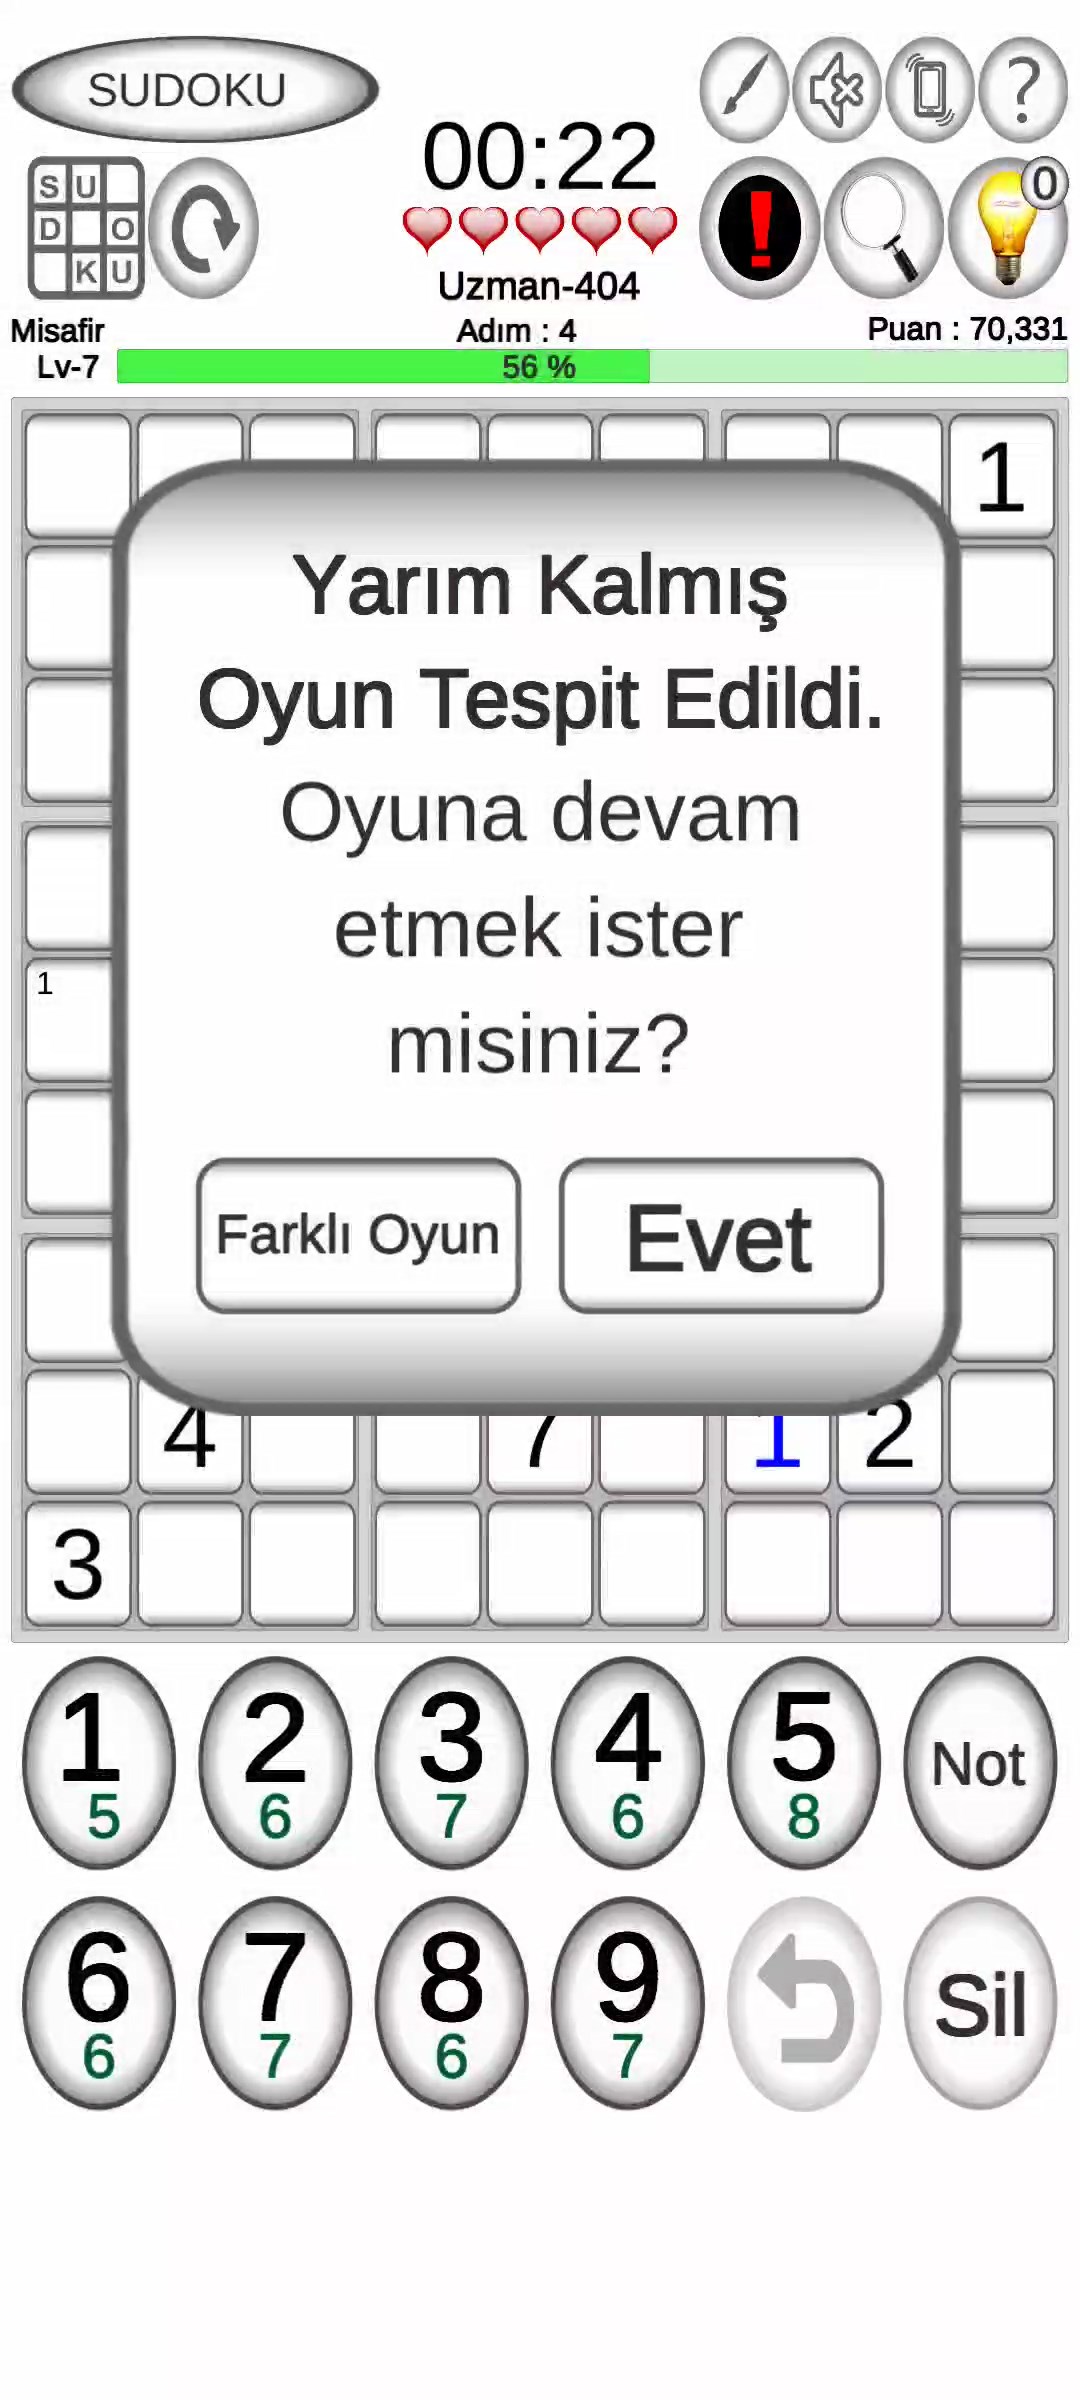 SUDOKU
00:22
S U
D O
K U
0
Uzman-404
Misafir
Adım : 4
Puan : 70,331
Lv-7
56 %
1
Yarım Kalmış
Oyun Tespit Edildi.
Oyuna devam
etmek ister
misiniz?
1
Farklı Oyun
Evet
4 7 1 2
3
1 2 3 4 5 Not
5 6 7 6 8
6 7 8 9 Sil
6 7 6 7